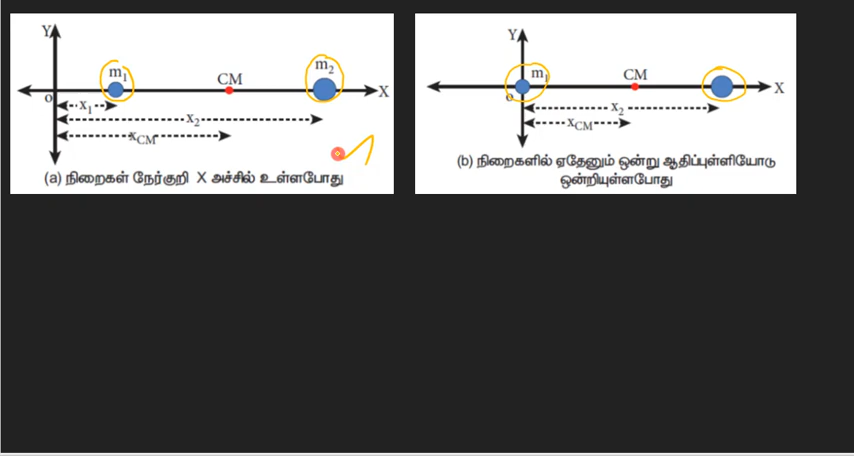 Y
m1
m2
CM
X
o
x1
x2
xCM
(a) நிறைகள் நேர்குறி X அச்சில் உள்ளபோது
Y
m1
CM
X
o
x2
xCM
(b) நிறைகளில் ஏதேனும் ஒன்று ஆதிப்புள்ளியோடு
ஒன்றியுள்ளபோது